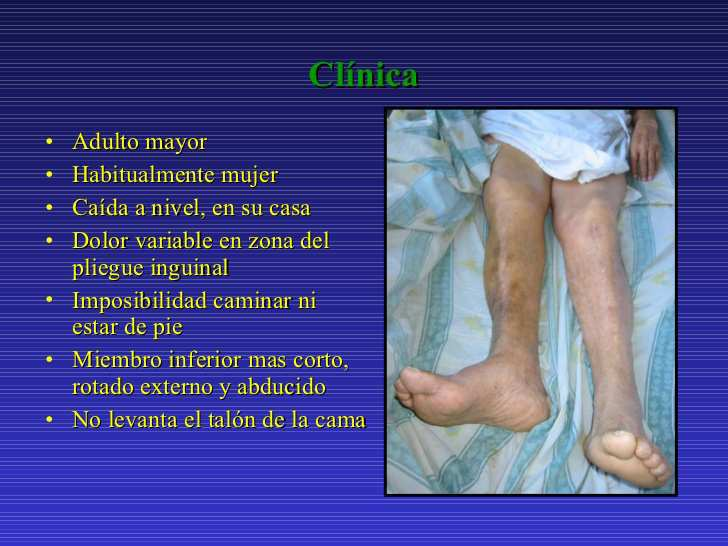 Clínica
• Adulto mayor
• Habitualmente mujer
• Caída a nivel, en su casa
• Dolor variable en zona del
pliegue inguinal
• Imposibilidad caminar ni
estar de pie
• Miembro inferior mas corto,
rotado externo y abducido
• No levanta el talón de la cama